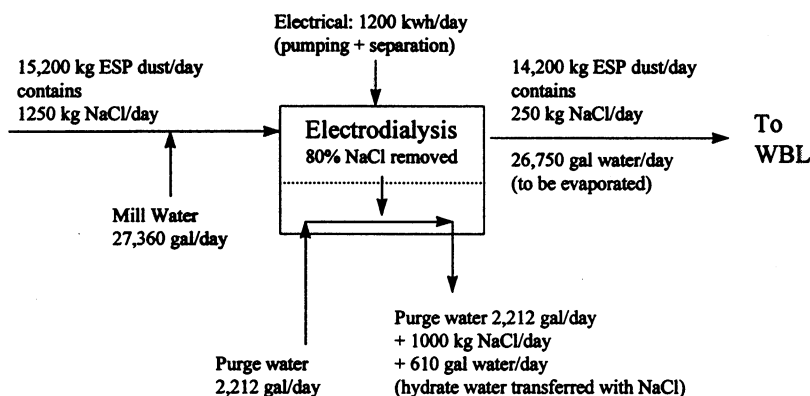 Electrical: 1200 kwh/day
(pumping + separation)
15,200 kg ESP dust/day
contains
1250 kg NaCl/day
14,200 kg ESP dust/day
contains
250 kg NaCl/day
Electrodialysis
80% NaCl removed
To
WBL
26,750 gal water/day
(to be evaporated)
Mill Water
27,360 gal/day
Purge water 2,212 gal/day
+ 1000 kg NaCl/day
+ 610 gal water/day
(hydrate water transferred with NaCl)
Purge water
2,212 gal/day